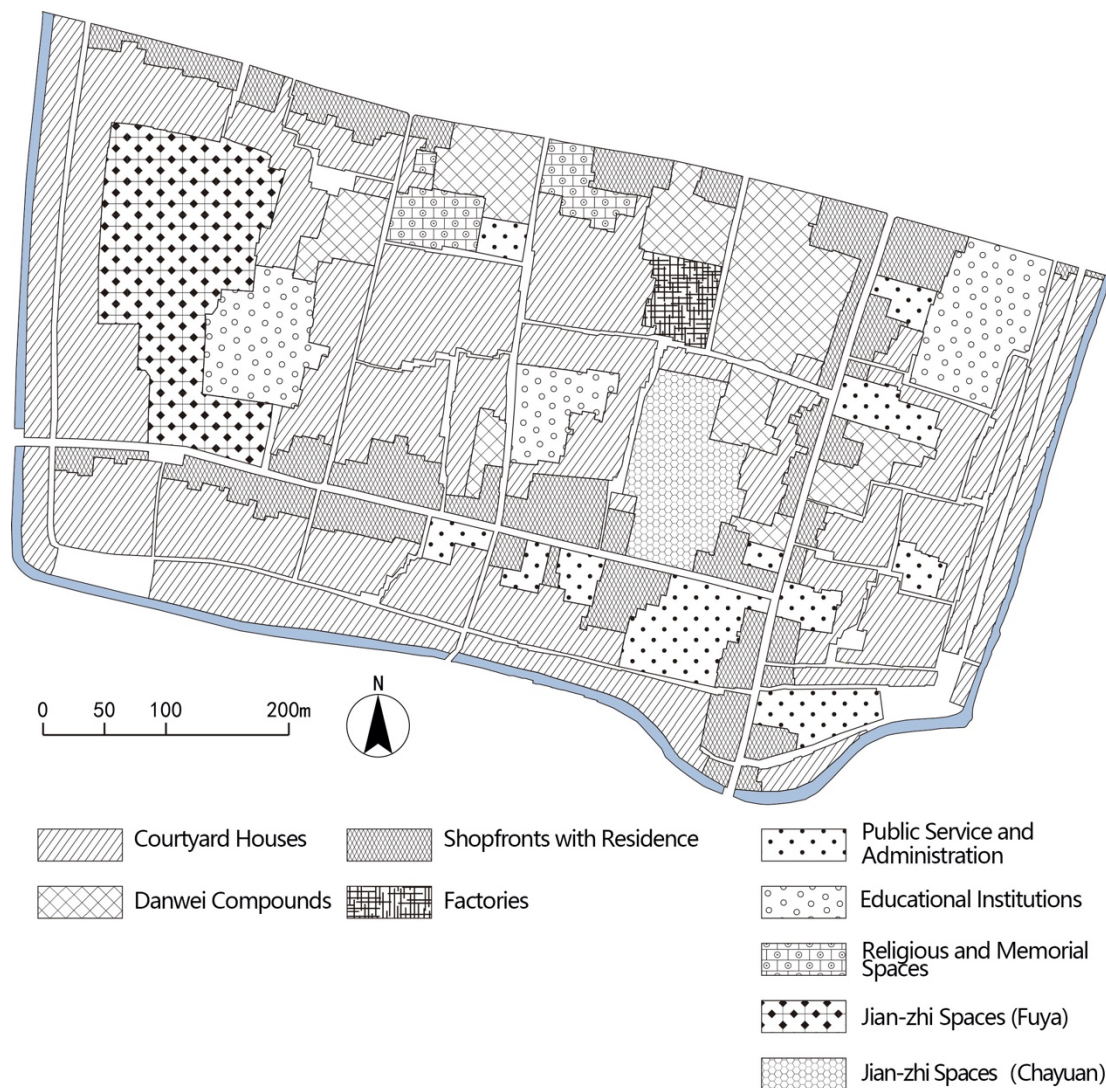 N
0 50 100 200m
Courtyard Houses
Shopfronts with Residence
Public Service and
Administration
Danwei Compounds
Factories
Educational Institutions
Religious and Memorial
Spaces
Jian-zhi Spaces (Fuya)
Jian-zhi Spaces (Chayuan)